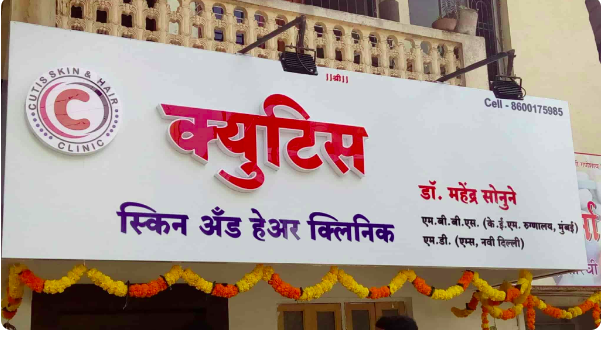 ||श्री||
Cell - 8600175985
CUTIS SKIN & HAIR
C
CLINIC
क्युटिस
स्किन अँड हेअर क्लिनिक
डॉ. महेंद्र सोनुने
एम.बी.बी.एस. (के.ई.एम. रुग्णालय, मुंबई)
एम.डी. (एम्स, नवी दिल्ली)